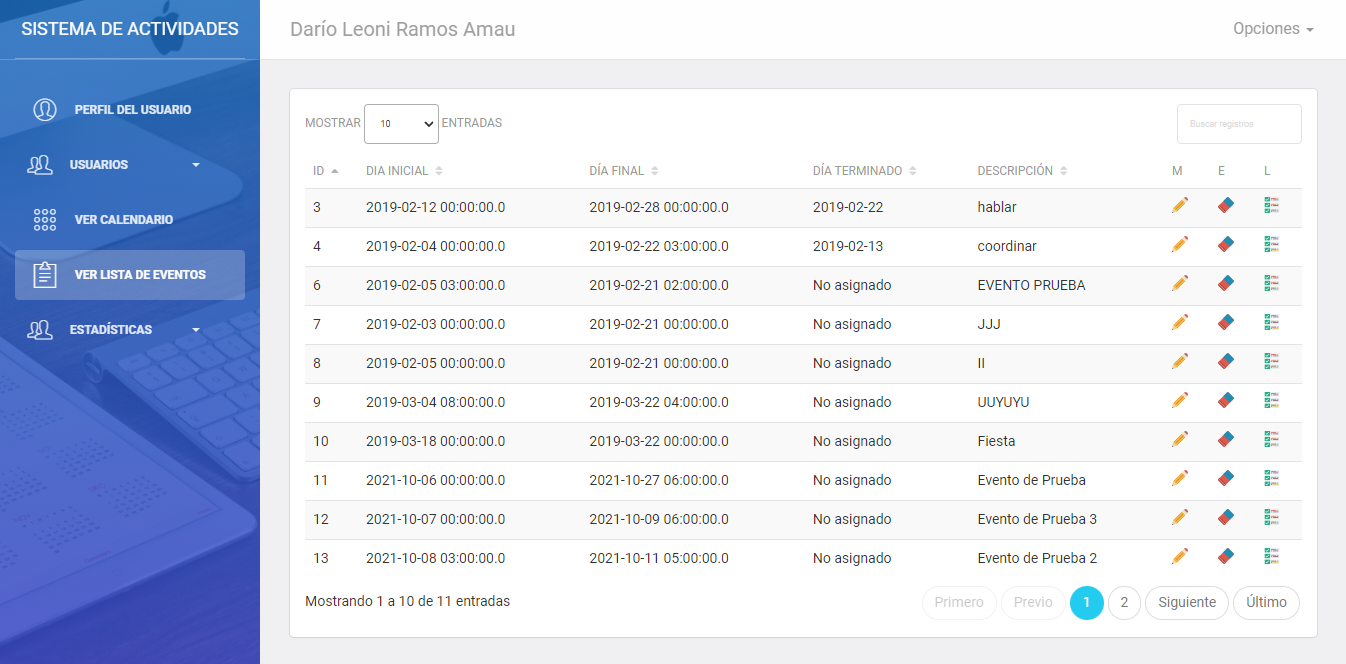 SISTEMA DE ACTIVIDADES
Darío Leoni Ramos Amau
Opciones
PERFIL DEL USUARIO
USUARIOS
VER CALENDARIO
VER LISTA DE EVENTOS
ESTADÍSTICAS
MOSTRAR 10 ENTRADAS
Buscar registros
ID DIA INICIAL DÍA FINAL DÍA TERMINADO DESCRIPCIÓN M E L
3 2019-02-12 00:00:00.0 2019-02-28 00:00:00.0 2019-02-22 hablar
4 2019-02-04 00:00:00.0 2019-02-22 03:00:00.0 2019-02-13 coordinar
6 2019-02-05 03:00:00.0 2019-02-21 02:00:00.0 No asignado EVENTO PRUEBA
7 2019-02-03 00:00:00.0 2019-02-21 00:00:00.0 No asignado JJJ
8 2019-02-05 00:00:00.0 2019-02-21 00:00:00.0 No asignado II
9 2019-03-04 08:00:00.0 2019-03-22 04:00:00.0 No asignado UUYUYU
10 2019-03-18 00:00:00.0 2019-03-22 00:00:00.0 No asignado Fiesta
11 2021-10-06 00:00:00.0 2021-10-27 06:00:00.0 No asignado Evento de Prueba
12 2021-10-07 00:00:00.0 2021-10-09 06:00:00.0 No asignado Evento de Prueba 3
13 2021-10-08 03:00:00.0 2021-10-11 05:00:00.0 No asignado Evento de Prueba 2
Mostrando 1 a 10 de 11 entradas
Primero Previo 1 2 Siguiente Último